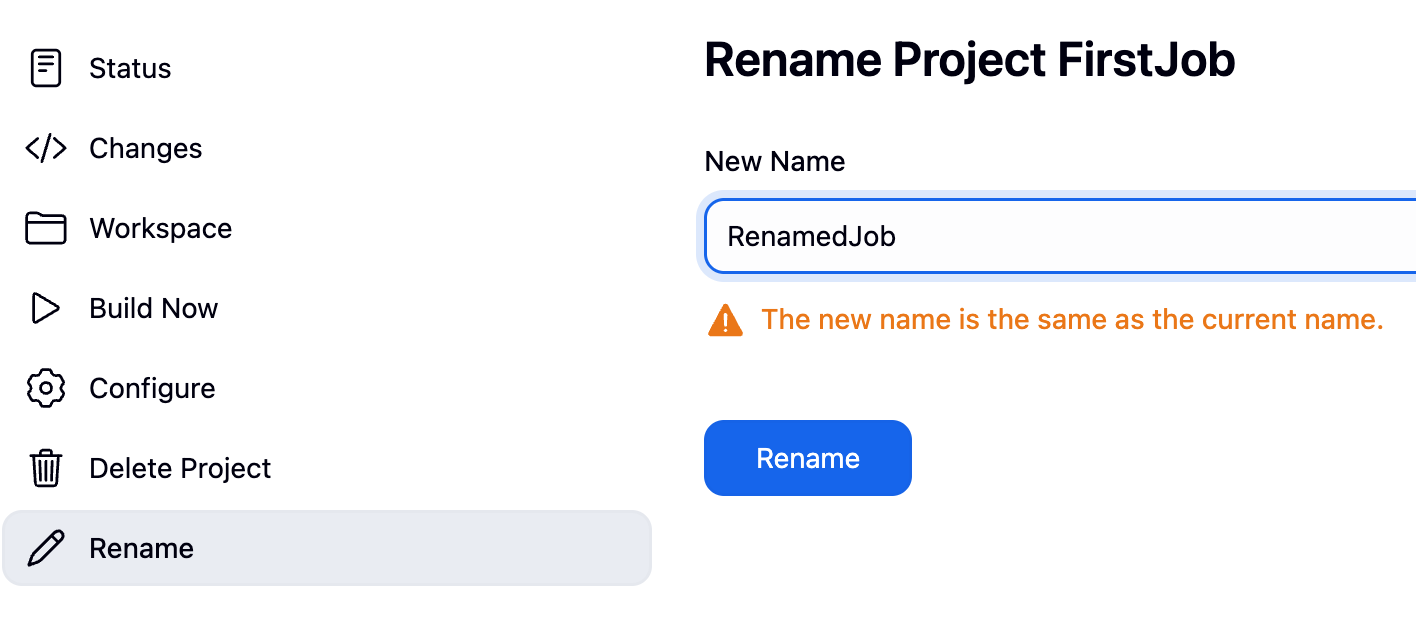 Status
Changes
Workspace
Build Now
Configure
Delete Project
Rename
Rename Project FirstJob
New Name
RenamedJob
The new name is the same as the current name.
Rename